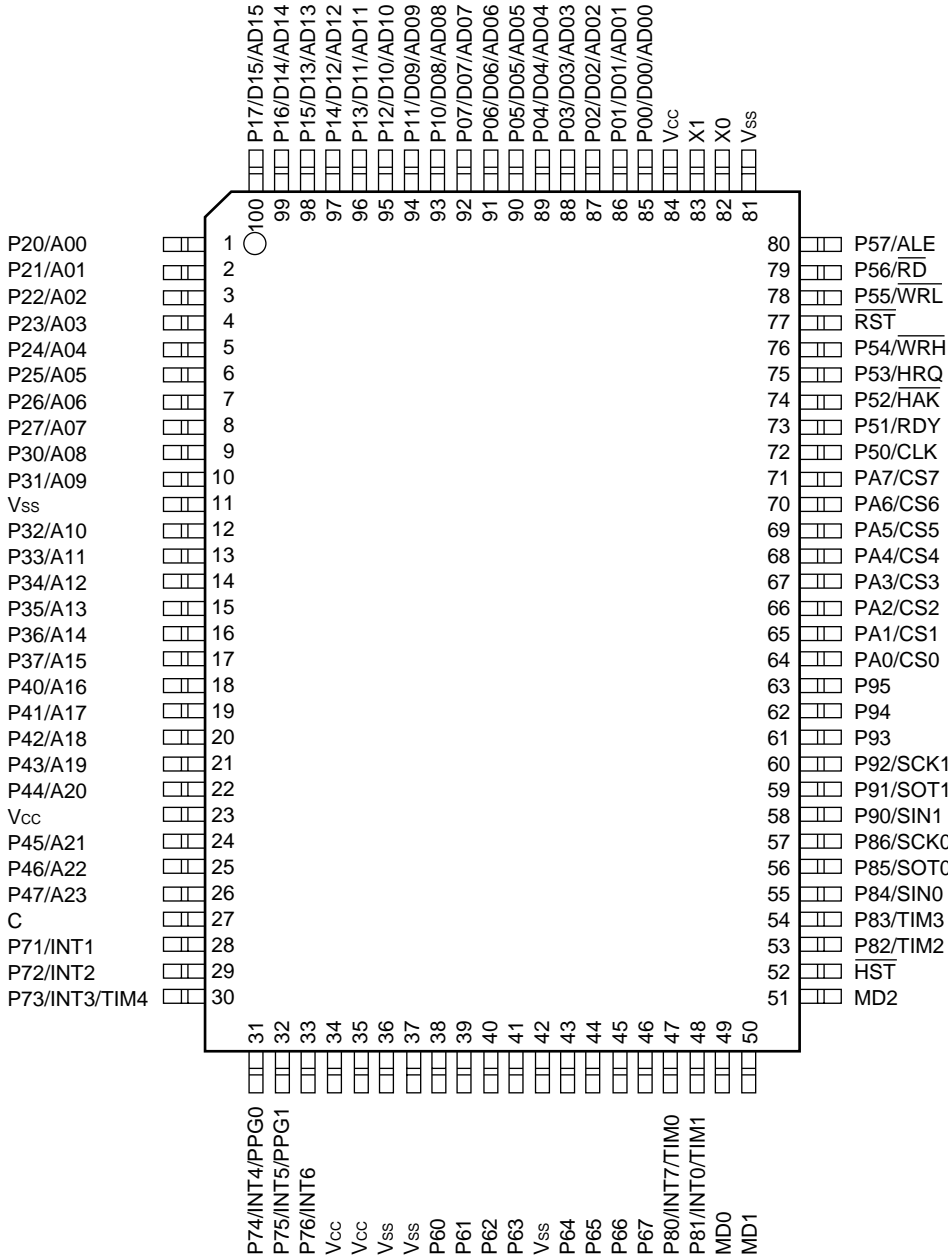 P17/D15/AD15
P16/D14/AD14
P15/D13/AD13
P14/D12/AD12
P13/D11/AD11
P12/D10/AD10
P11/D09/AD09
P10/D08/AD08
P07/D07/AD07
P06/D06/AD06
P05/D05/AD05
P04/D04/AD04
P03/D03/AD03
P02/D02/AD02
P01/D01/AD01
P00/D00/AD00
Vcc
X1
X0
Vss
100
99
98
97
96
95
94
93
92
91
90
89
88
87
86
85
84
83
82
81
P20/A00 1
P21/A01 2
P22/A02 3
P23/A03 4
P24/A04 5
P25/A05 6
P26/A06 7
P27/A07 8
P30/A08 9
P31/A09 10
Vss 11
P32/A10 12
P33/A11 13
P34/A12 14
P35/A13 15
P36/A14 16
P37/A15 17
P40/A16 18
P41/A17 19
P42/A18 20
P43/A19 21
P44/A20 22
Vcc 23
P45/A21 24
P46/A22 25
P47/A23 26
C 27
P71/INT1 28
P72/INT2 29
P73/INT3/TIM4 30
80 P57/ALE
79 P56/RD
78 P55/WRL
77 RST
76 P54/WRH
75 P53/HRQ
74 P52/HAK
73 P51/RDY
72 P50/CLK
71 PA7/CS7
70 PA6/CS6
69 PA5/CS5
68 PA4/CS4
67 PA3/CS3
66 PA2/CS2
65 PA1/CS1
64 PA0/CS0
63 P95
62 P94
61 P93
60 P92/SCK1
59 P91/SOT1
58 P90/SIN1
57 P86/SCK0
56 P85/SOT0
55 P84/SIN0
54 P83/TIM3
53 P82/TIM2
52 HST
51 MD2
31
32
33
34
35
36
37
38
39
40
41
42
43
44
45
46
47
48
49
50
P74/INT4/PPG0
P75/INT5/PPG1
P76/INT6
Vcc
Vcc
Vss
Vss
P60
P61
P62
P63
Vss
P64
P65
P66
P67
P80/INT7/TIM0
P81/INT0/TIM1
MD0
MD1